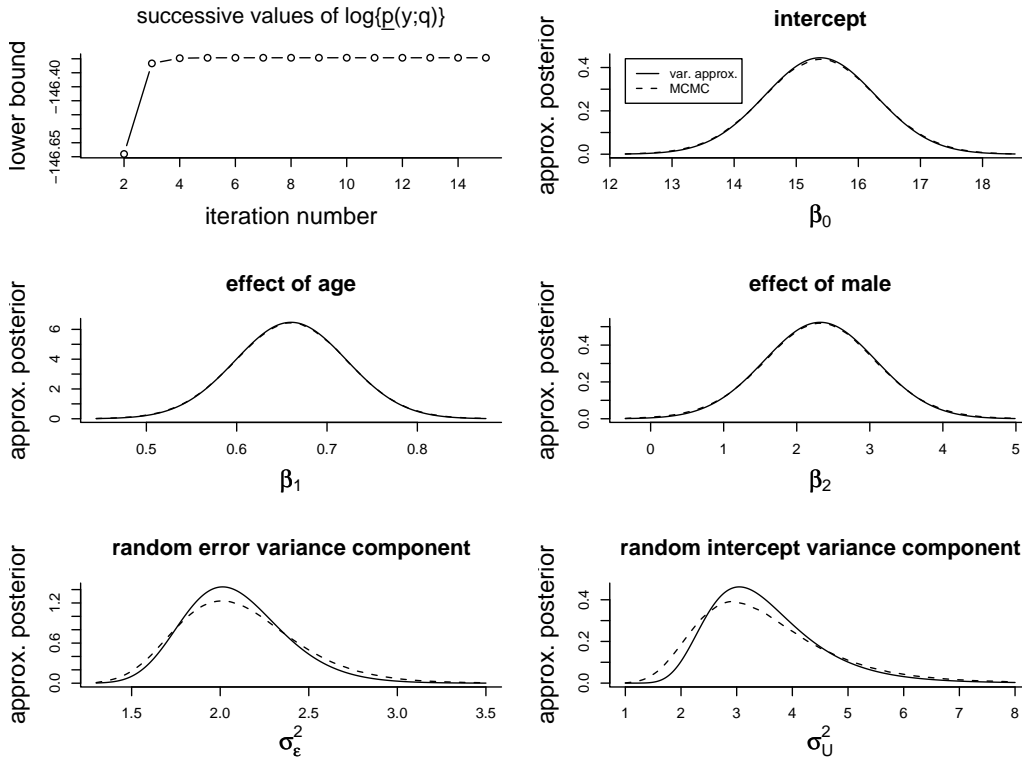 successive values of log{p(y;q)}
lower bound
−146.65
−146.40
2 4 6 8 10 12 14
iteration number
intercept
approx. posterior
0.0 0.2 0.4
var. approx.
MCMC
12 13 14 15 16 17 18
β0
effect of age
approx. posterior
0 2 4 6
0.5 0.6 0.7 0.8
β1
effect of male
approx. posterior
0.0 0.2 0.4
0 1 2 3 4 5
β2
random error variance component
approx. posterior
0.0 0.6 1.2
1.5 2.0 2.5 3.0 3.5
σε2
random intercept variance component
approx. posterior
0.0 0.2 0.4
1 2 3 4 5 6 7 8
σU2